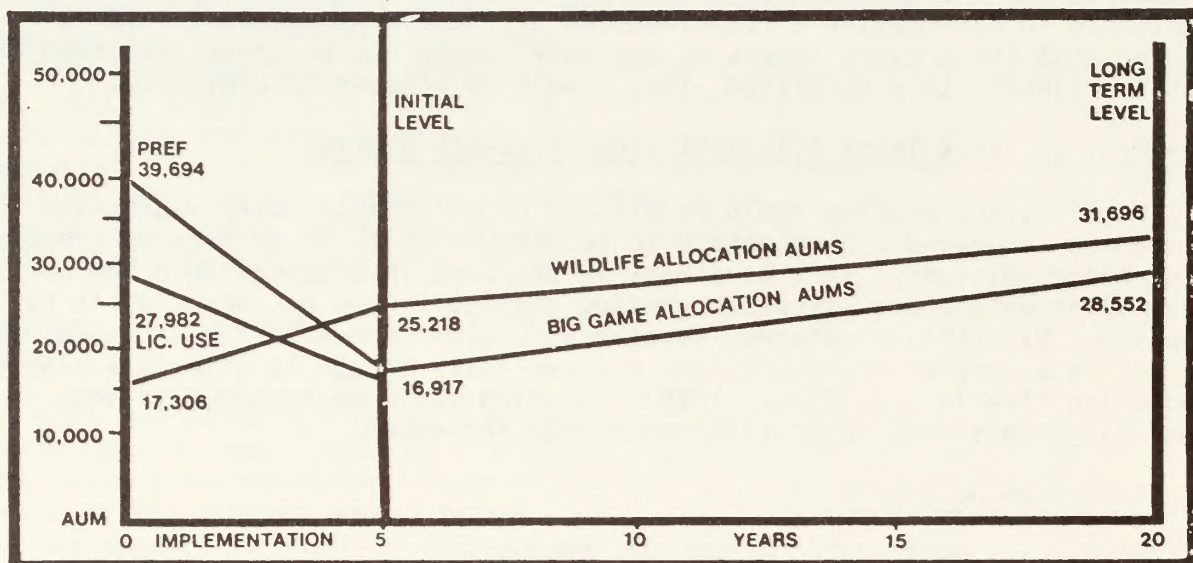 50,000
INITIAL
LEVEL
LONG
TERM
LEVEL
PREF
39,694
40,000
31,696
30,000
WILDLIFE ALLOCATION AUMS
27,982
LIC. USE
25,218
BIG GAME ALLOCATION AUMS
28,552
20,000
17,306
16,917
10,000
AUM
0 IMPLEMENTATION 5 10 YEARS 15 20